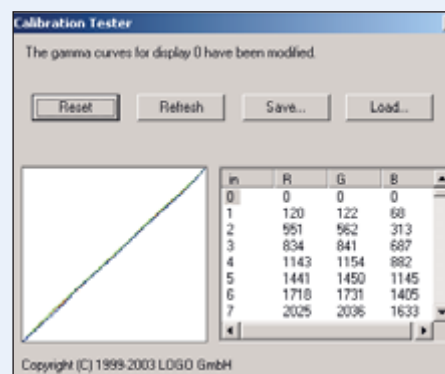 Calibration Tester
The gamma curves for display 0 have been modified.
Reset Refresh Save... Load...
in R G B
0 0 0 0
1 120 122 68
2 551 562 313
3 834 841 687
4 1143 1154 882
5 1441 1450 1145
6 1718 1731 1405
7 2025 2036 1633
Copyright (C) 1999-2003 LOGO GmbH